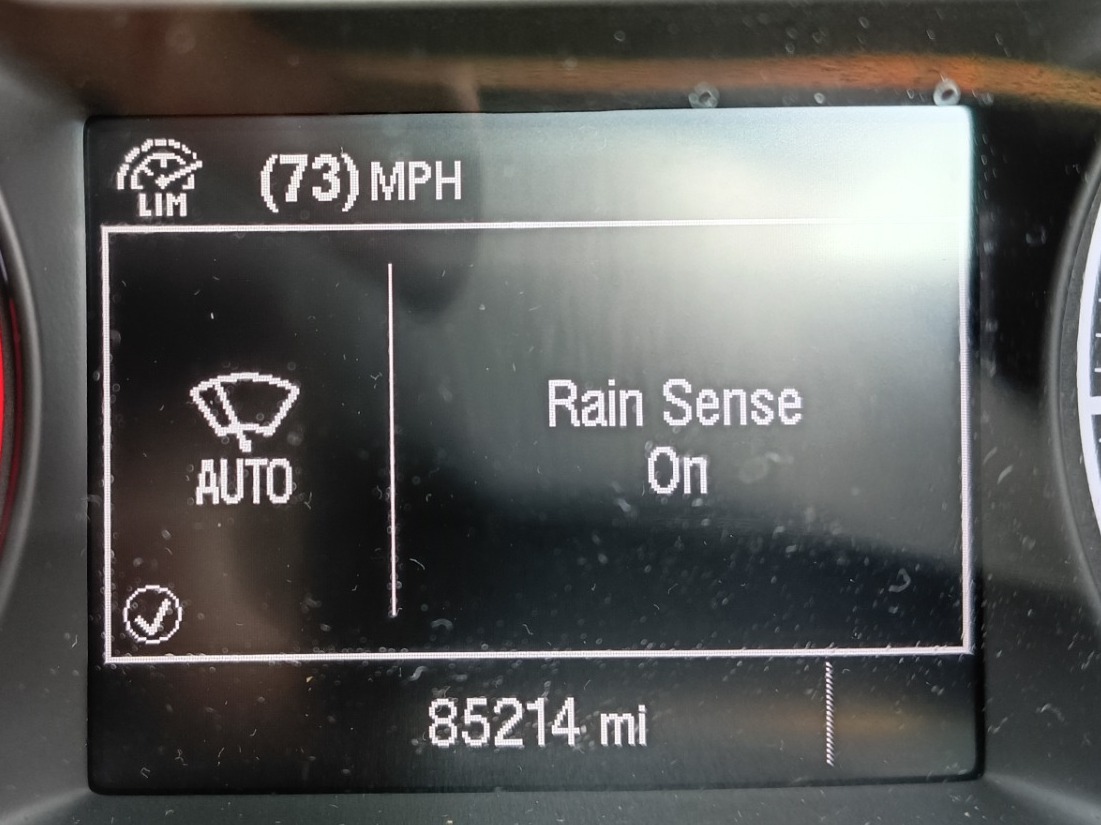 LIM
(73) MPH
Rain Sense
On
AUTO
85214 mi